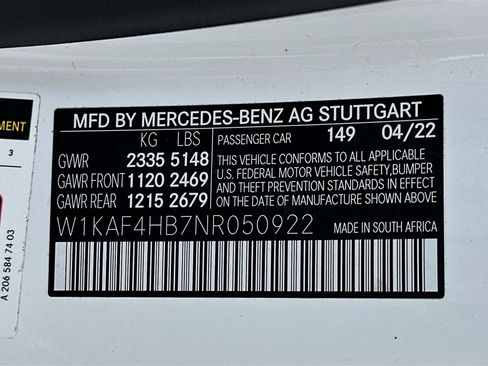 MFD BY MERCEDES-BENZ AG STUTTGART
KG LBS PASSENGER CAR 149 04/22
GVWR 2335 5148
GAWR FRONT 1120 2469
GAWR REAR 1215 2679
THIS VEHICLE CONFORMS TO ALL APPLICABLE
U.S. FEDERAL MOTOR VEHICLE SAFETY, BUMPER
AND THEFT PREVENTION STANDARDS IN EFFECT
ON THE DATE OF MANUFACTURE SHOWN ABOVE.
W1KAF4HB7NR050922 MADE IN SOUTH AFRICA
EMENT
3
A 206 584 74 03